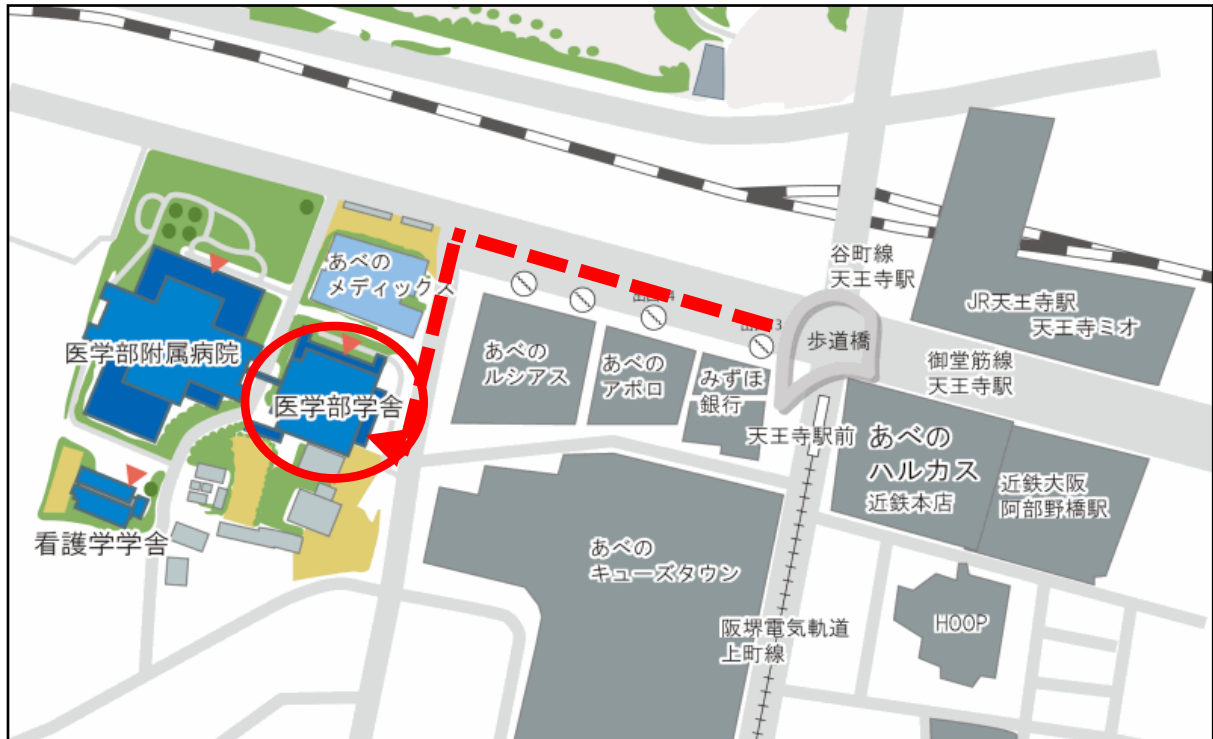 谷町線
天王寺駅
JR天王寺駅
天王寺ミオ
あべの
メディックス
歩道橋
御堂筋線
天王寺駅
医学部附属病院
あべの
ルシアス
あべの
アポロ
みずほ
銀行
医学部学舎
天王寺駅前
あべの
ハルカス
近鉄本店
近鉄大阪
阿部野橋駅
看護学学舎
あべの
キューズタウン
阪堺電気軌道
上町線
HOOP